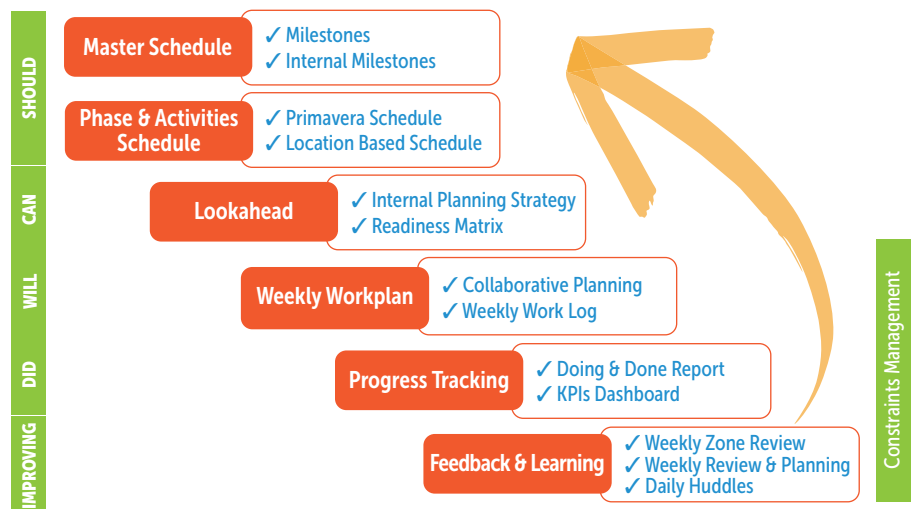 SHOULD
Master Schedule
✓ Milestones
✓ Internal Milestones
Phase & Activities
Schedule
✓ Primavera Schedule
✓ Location Based Schedule
CAN
Lookahead
✓ Internal Planning Strategy
✓ Readiness Matrix
WILL
Weekly Workplan
✓ Collaborative Planning
✓ Weekly Work Log
DID
Progress Tracking
✓ Doing & Done Report
✓ KPIs Dashboard
IMPROVING
Feedback & Learning
✓ Weekly Zone Review
✓ Weekly Review & Planning
✓ Daily Huddles
Constraints Management